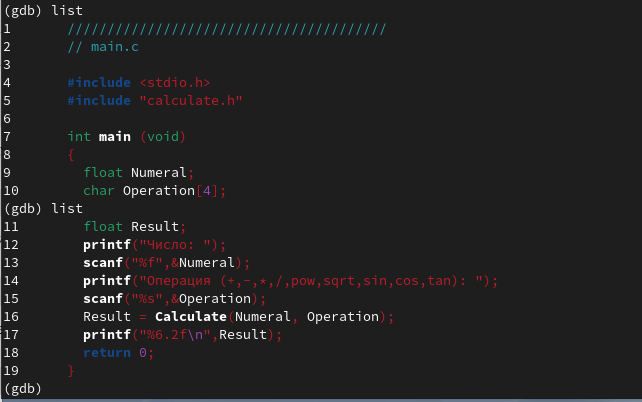 (gdb) list
1       ////////////////////////////////////////
2       // main.c
3
4       #include <stdio.h>
5       #include "calculate.h"
6
7       int main (void)
8       {
9         float Numeral;
10        char Operation[4];
(gdb) list
11        float Result;
12        printf("Число: ");
13        scanf("%f",&Numeral);
14        printf("Операция (+,-,*,/,pow,sqrt,sin,cos,tan): ");
15        scanf("%s",&Operation);
16        Result = Calculate(Numeral, Operation);
17        printf("%6.2f\n",Result);
18        return 0;
19      }
(gdb)